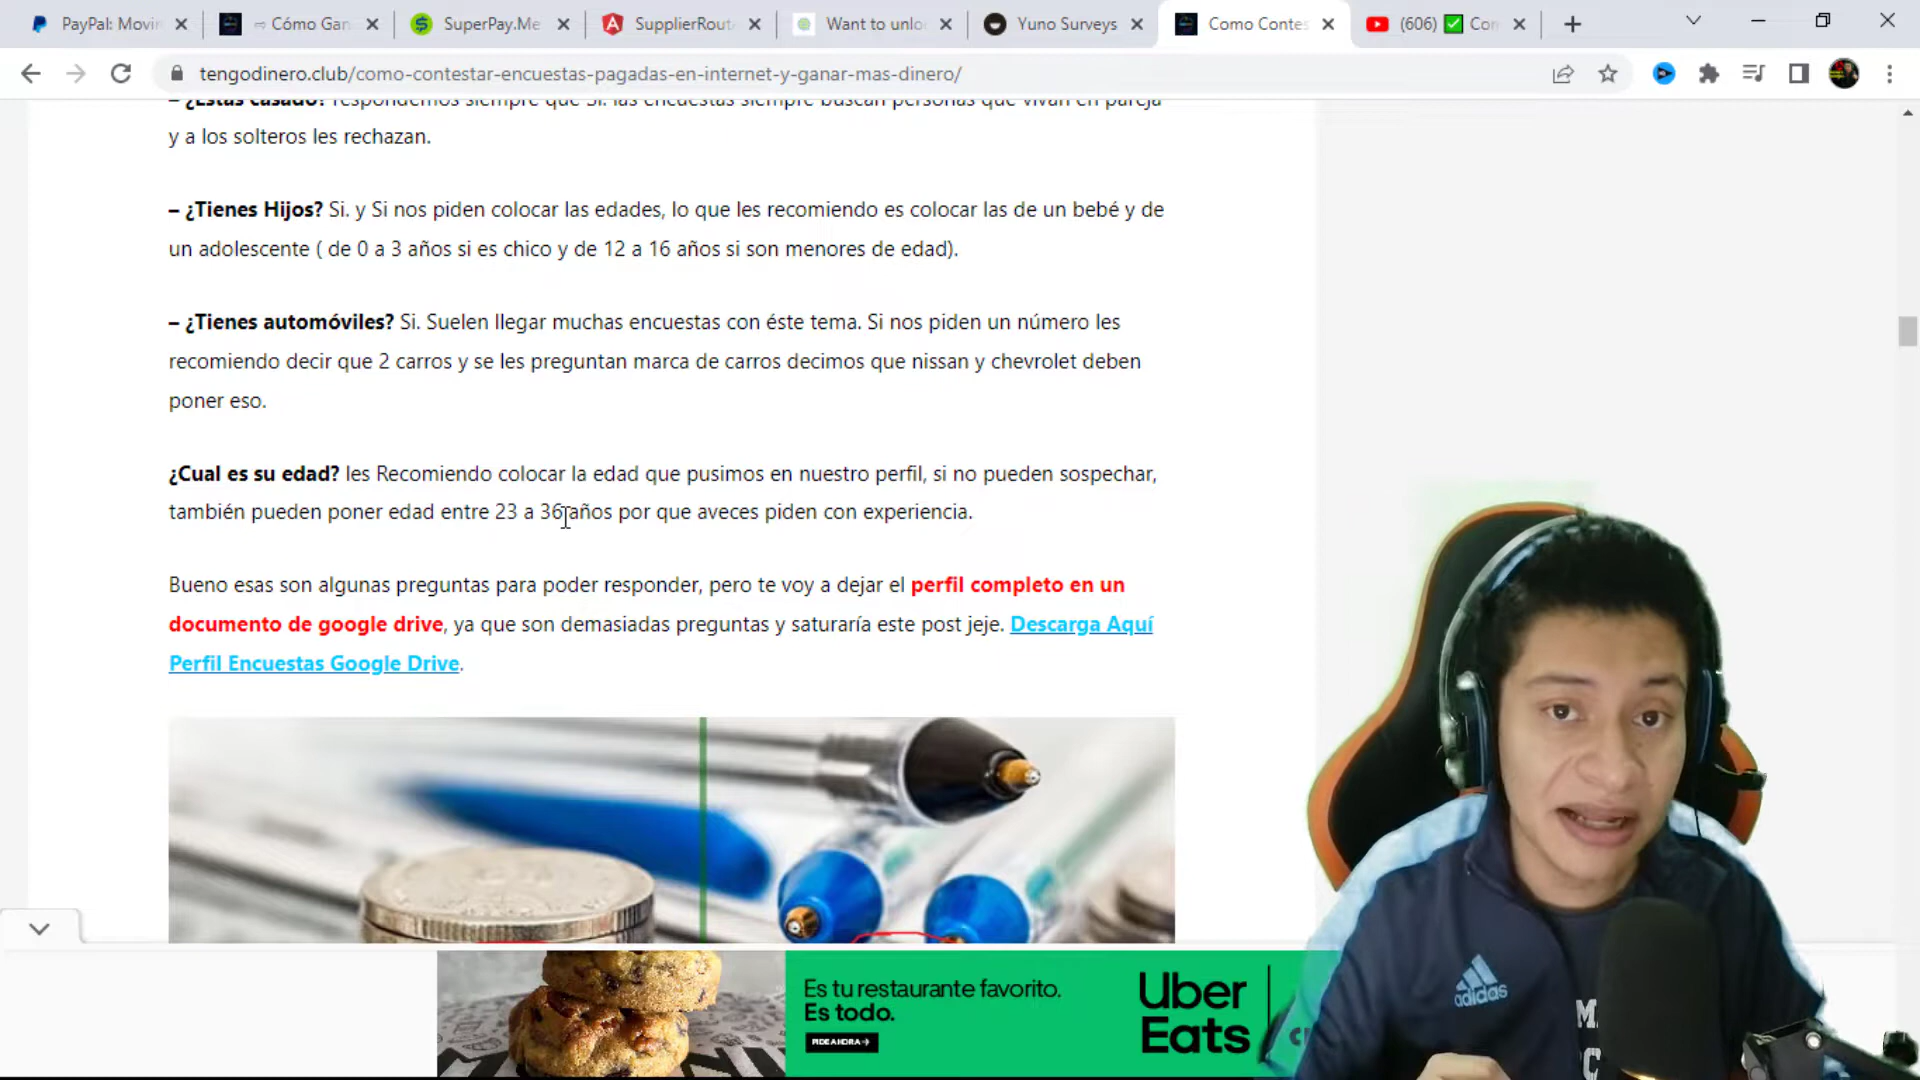 PayPal: Movin
Cómo Gan
SuperPay.Me
SupplierRout
Want to unlo
Yuno Surveys
Como Contes
(606) ✅ Con
tengodinero.club/como-contestar-encuestas-pagadas-en-internet-y-ganar-mas-dinero/
– ¿Estás casado? respondemos siempre que Si. las encuestas siempre buscan personas que vivan en pareja
y a los solteros les rechazan.
– ¿Tienes Hijos? Si. y Si nos piden colocar las edades, lo que les recomiendo es colocar las de un bebé y de
un adolescente ( de 0 a 3 años si es chico y de 12 a 16 años si son menores de edad).
– ¿Tienes automóviles? Si. Suelen llegar muchas encuestas con éste tema. Si nos piden un número les
recomiendo decir que 2 carros y se les preguntan marca de carros decimos que nissan y chevrolet deben
poner eso.
¿Cual es su edad? les Recomiendo colocar la edad que pusimos en nuestro perfil, si no pueden sospechar,
también pueden poner edad entre 23 a 36 años por que aveces piden con experiencia.
Bueno esas son algunas preguntas para poder responder, pero te voy a dejar el perfil completo en un
documento de google drive, ya que son demasiadas preguntas y saturaría este post jeje. Descarga Aquí
Perfil Encuestas Google Drive.
Es tu restaurante favorito.
Es todo.
PIDE AHORA →
Uber
Eats
adidas